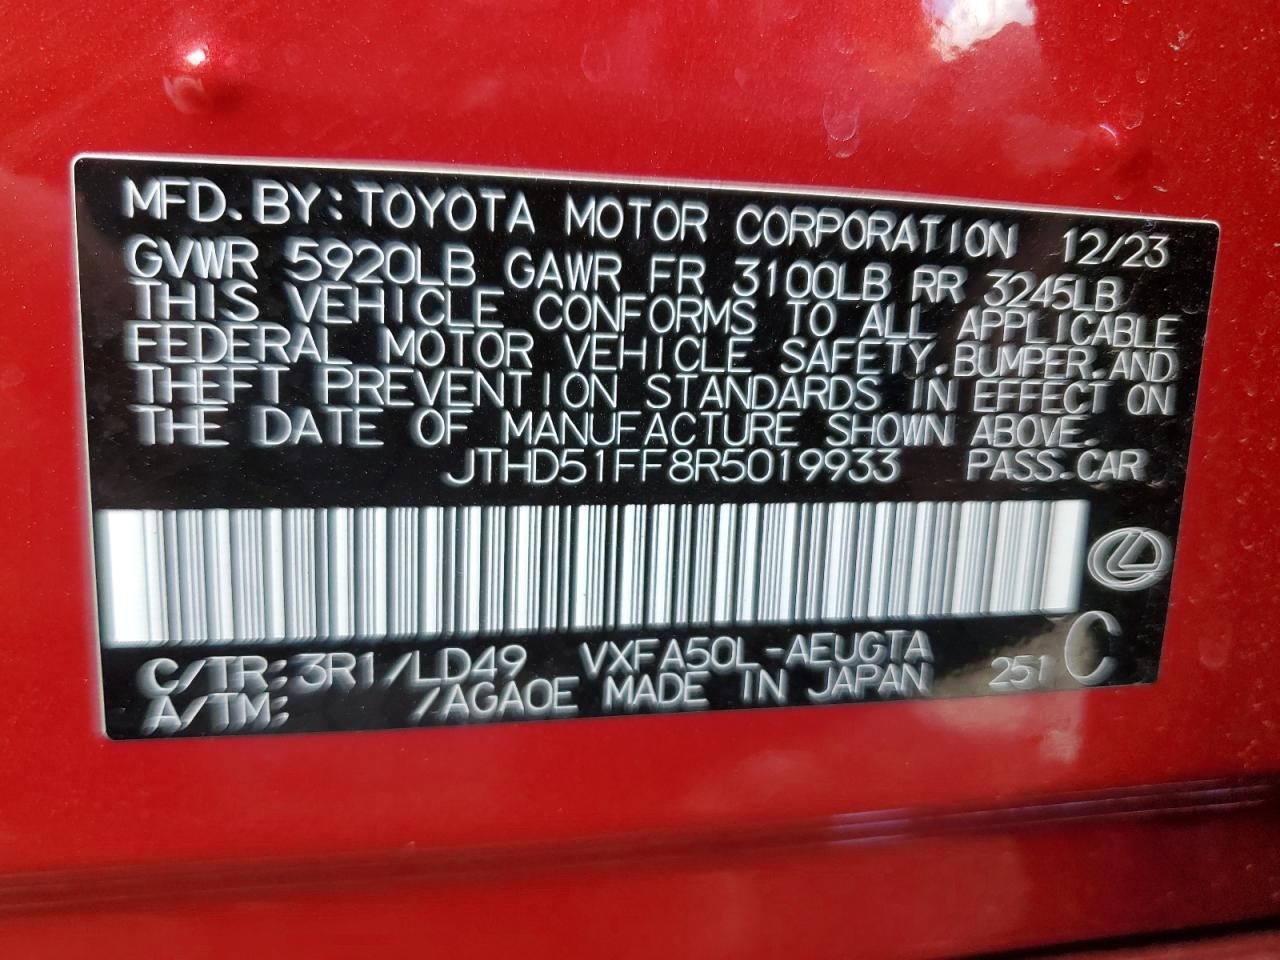 MFD. BY: TOYOTA MOTOR CORPORATION 12/23
GVWR 5920LB GAWR FR 3100LB RR 3245LB
THIS VEHICLE CONFORMS TO ALL APPLICABLE
FEDERAL MOTOR VEHICLE SAFETY, BUMPER, AND
THEFT PREVENTION STANDARDS IN EFFECT ON
THE DATE OF MANUFACTURE SHOWN ABOVE.
JTHD51FF8R5019933 PASS. CAR
C/TR: 3R1/LD49 VXFA50L-AEUGTA
A/TM: /AGA0E MADE IN JAPAN 251 C